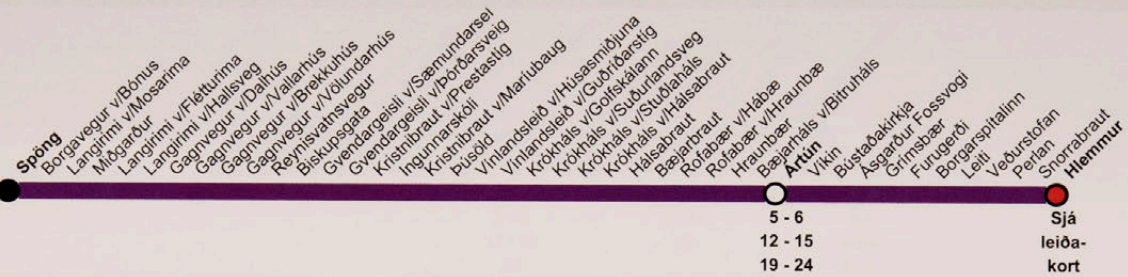 Spöng
Borgavegur v/Bónus
Langirimi v/Mosarima
Miðgarður
Langirimi v/Flétturima
Langirimi v/Hallsveg
Gagnvegur v/Dalhús
Gagnvegur v/Vallarhús
Gagnvegur v/Brekkuhús
Gagnvegur v/Völundarhús
Reynisvatnsvegur
Biskupsgata
Gvendargeisli v/Sæmundarsel
Gvendargeisli v/Þórðarsveig
Kristnibraut v/Prestastíg
Ingunnarskóli
Kristnibraut v/Maríubaug
Þúsöld
Vínlandsleið v/Húsasmiðjuna
Vínlandsleið v/Guðríðarstíg
Krókháls v/Golfskálann
Krókháls v/Suðurlandsveg
Krókháls v/Stuðlaháls
Krókháls v/Hálsabraut
Hálsabraut
Bæjarbraut
Rofabær v/Hábæ
Rofabær v/Hraunbæ
Hraunbær
Bæjarháls v/Bitruháls
Ártún
Víkin
Bústaðakirkja
Ásgarður Fossvogi
Grímsbær
Furugerði
Borgarspítalinn
Leiti
Veðurstofan
Perlan
Snorrabraut
Hlemmur
5 - 6
12 - 15
19 - 24
Sjá
leiða-
kort